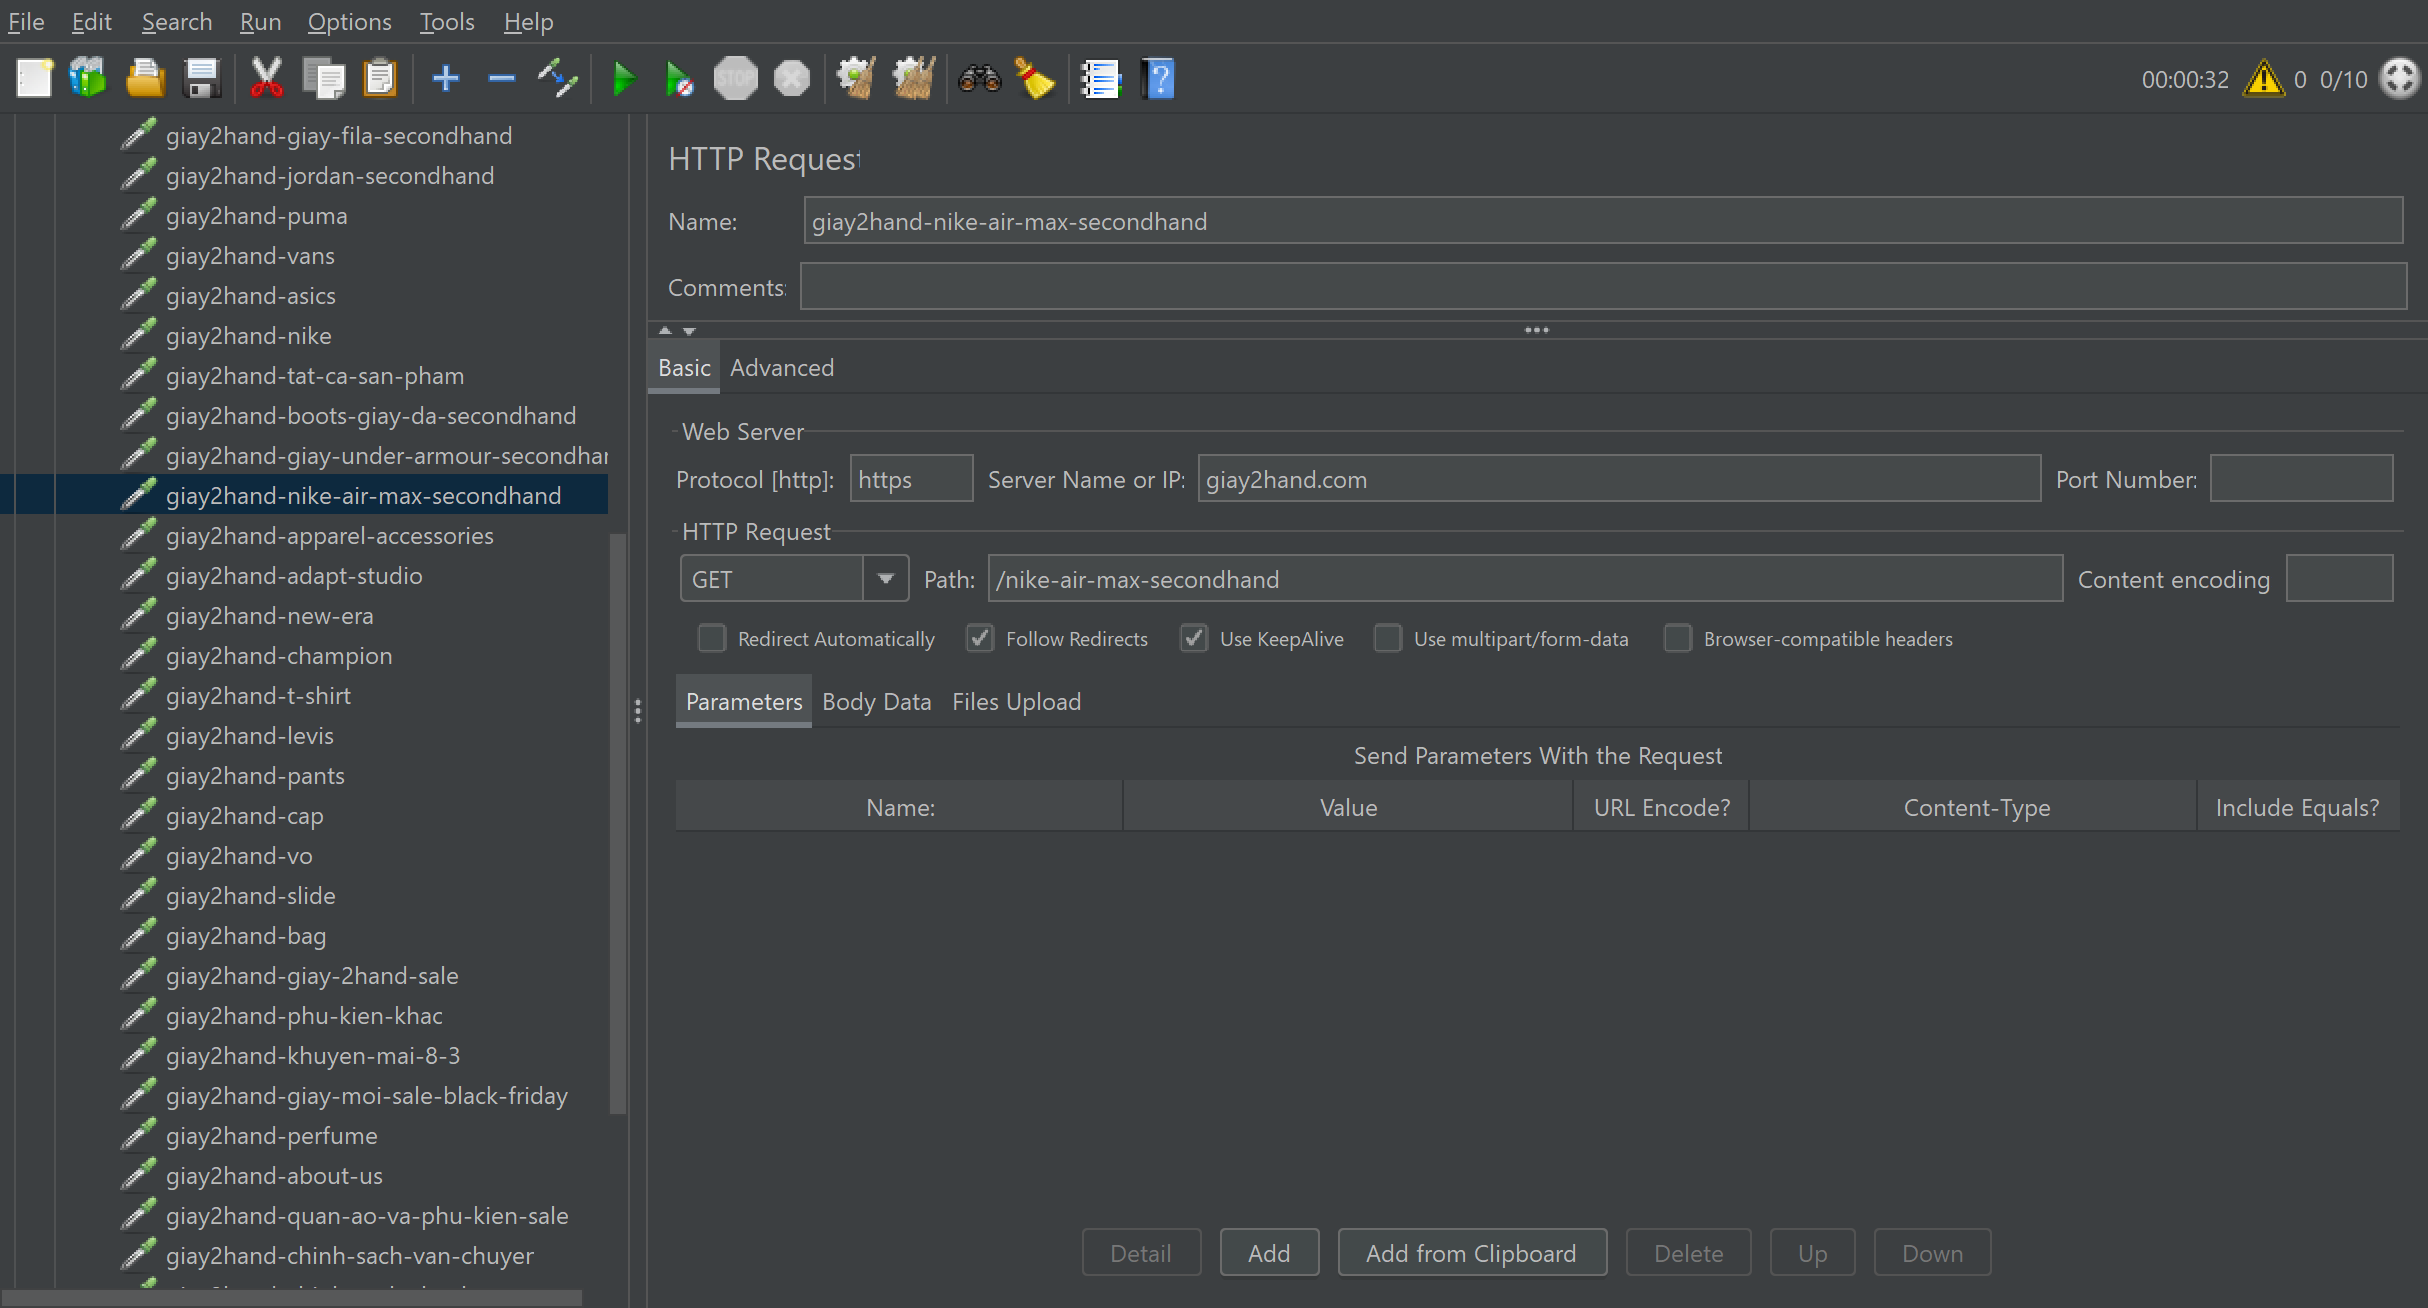 File Edit Search Run Options Tools Help
STOP
00:00:32 0 0/10
giay2hand-giay-fila-secondhand
giay2hand-jordan-secondhand
giay2hand-puma
giay2hand-vans
giay2hand-asics
giay2hand-nike
giay2hand-tat-ca-san-pham
giay2hand-boots-giay-da-secondhand
giay2hand-giay-under-armour-secondhar
giay2hand-nike-air-max-secondhand
giay2hand-apparel-accessories
giay2hand-adapt-studio
giay2hand-new-era
giay2hand-champion
giay2hand-t-shirt
giay2hand-levis
giay2hand-pants
giay2hand-cap
giay2hand-vo
giay2hand-slide
giay2hand-bag
giay2hand-giay-2hand-sale
giay2hand-phu-kien-khac
giay2hand-khuyen-mai-8-3
giay2hand-giay-moi-sale-black-friday
giay2hand-perfume
giay2hand-about-us
giay2hand-quan-ao-va-phu-kien-sale
giay2hand-chinh-sach-van-chuyer
HTTP Request
Name: giay2hand-nike-air-max-secondhand
Comments:
Basic Advanced
Web Server
Protocol [http]: https Server Name or IP: giay2hand.com Port Number:
HTTP Request
GET Path: /nike-air-max-secondhand Content encoding
Redirect Automatically Follow Redirects Use KeepAlive Use multipart/form-data Browser-compatible headers
Parameters Body Data Files Upload
Send Parameters With the Request
Name: Value URL Encode? Content-Type Include Equals?
Detail Add Add from Clipboard Delete Up Down